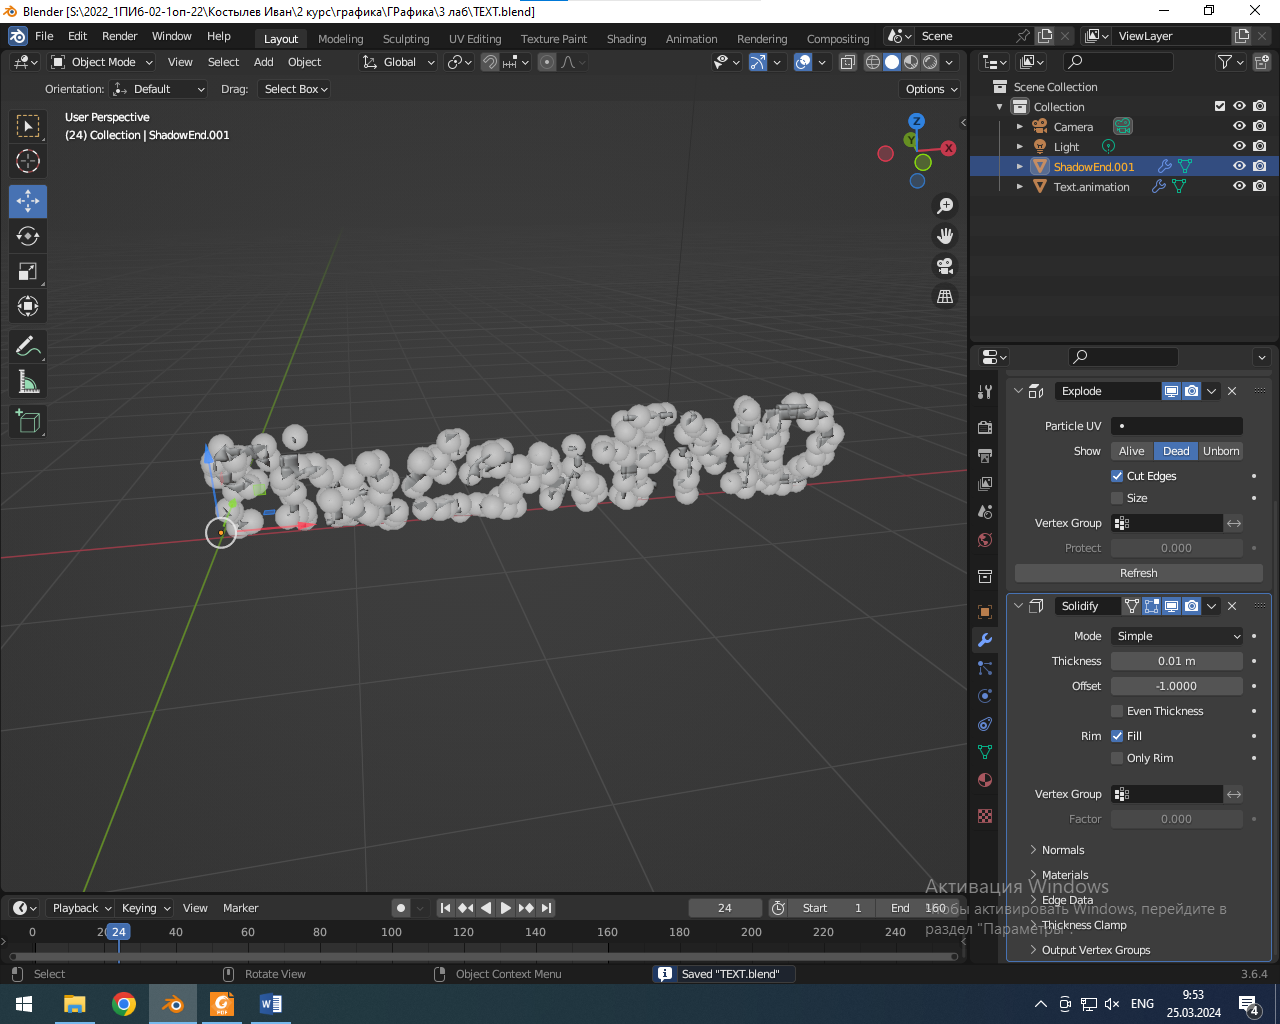 Blender [S:\2022_1ПИб-02-1оп-22\Костылев Иван\2 курс\графика\ГРафика\3 лаб\TEXT.blend]
File Edit Render Window Help Layout Modeling Sculpting UV Editing Texture Paint Shading Animation Rendering Compositing Scene ViewLayer
Object Mode View Select Add Object Global
Orientation: Default Drag: Select Box Options
User Perspective
(24) Collection | ShadowEnd.001
Z
Y
X
Scene Collection
Collection
Camera
Light
ShadowEnd.001
Text.animation
Explode
Particle UV
Show Alive Dead Unborn
Cut Edges
Size
Vertex Group
Protect 0.000
Refresh
Solidify
Mode Simple
Thickness 0.01 m
Offset -1.0000
Even Thickness
Rim Fill
Only Rim
Vertex Group
Factor 0.000
Normals
Materials
Edge Data
Thickness Clamp
Output Vertex Groups
Активация Windows
Чтобы активировать Windows, перейдите в
раздел "Параметры".
Playback Keying View Marker 24 Start 1 End 160
0 20 24 40 60 80 100 120 140 160 180 200 220 240
Select Rotate View Object Context Menu Saved "TEXT.blend" 3.6.4
PDF
ENG
9:53
25.03.2024
4